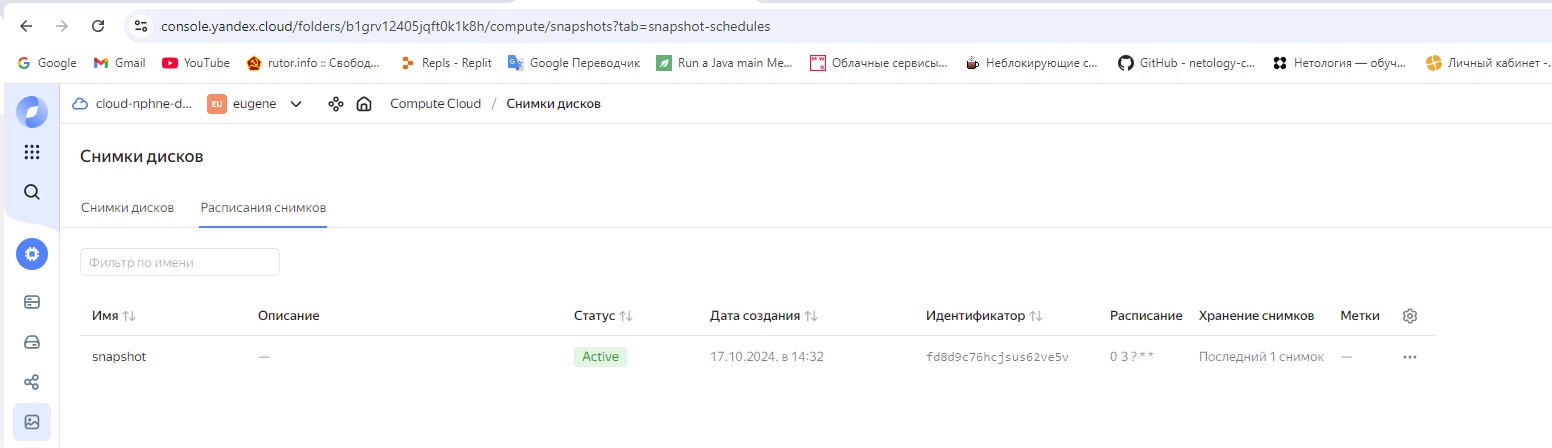 console.yandex.cloud/folders/b1grv12405jqft0k1k8h/compute/snapshots?tab=snapshot-schedules
Google Gmail YouTube rutor.info :: Свобод... Repls - Replit Google Переводчик Run a Java main Me... Облачные сервисы... Неблокирующие с... GitHub - netology-c... Нетология — обуч... Личный кабинет -...
cloud-nphne-d... EU eugene Compute Cloud / Снимки дисков
Снимки дисков
Снимки дисков Расписания снимков
Фильтр по имени
Имя Описание Статус Дата создания Идентификатор Расписание Хранение снимков Метки
snapshot — Active 17.10.2024, в 14:32 fd8d9c76hcjsus62ve5v 0 3 ? * * Последний 1 снимок —